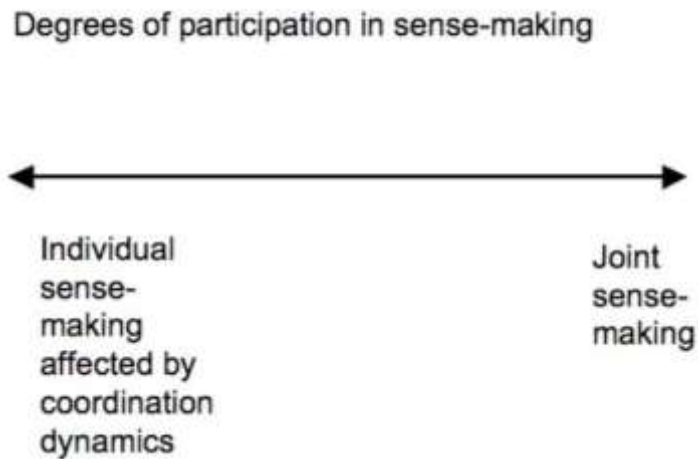 Degrees of participation in sense-making
Individual
sense-
making
affected by
coordination
dynamics
Joint
sense-
making